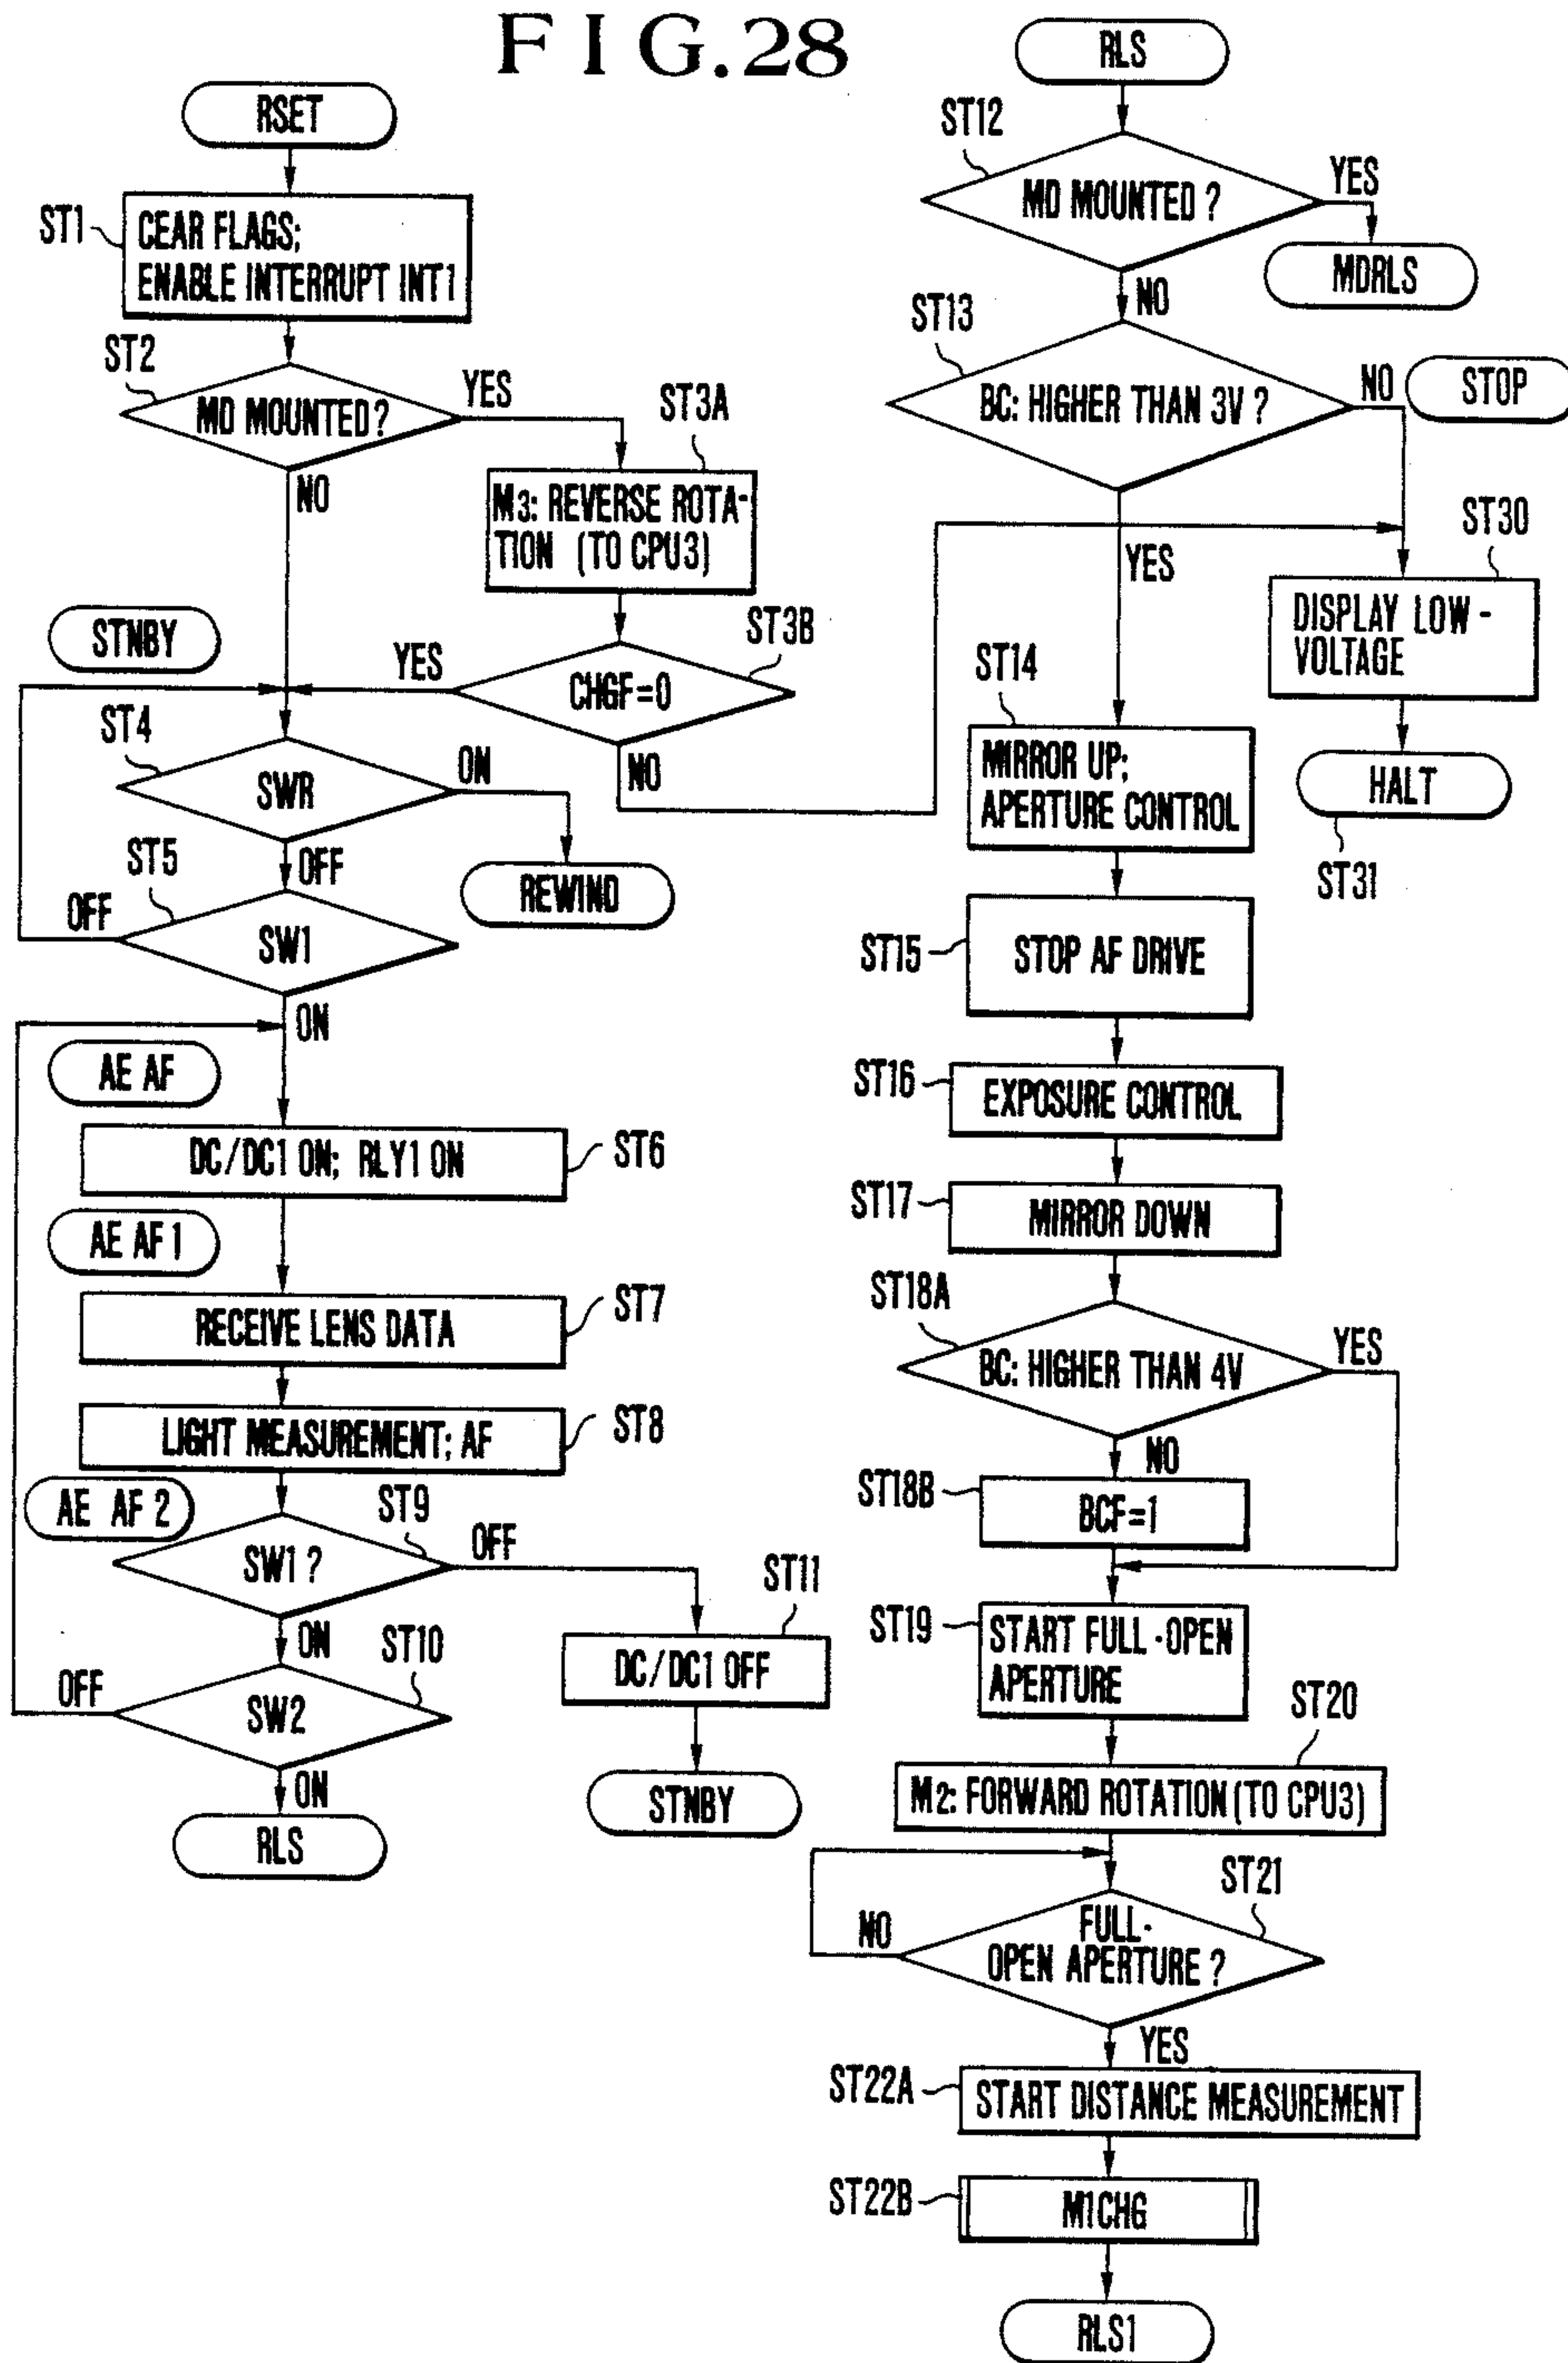 FIG.28
RSET
ST1
CEAR FLAGS;
ENABLE INTERRUPT INT1
ST2
MD MOUNTED?
YES
NO
ST3A
M3: REVERSE ROTA-
TION (TO CPU3)
ST3B
CHGF=0
YES
NO
STNBY
ST4
SWR
ON
OFF
REWIND
ST5
SW1
OFF
ON
AE AF
DC/DC1 ON; RLY1 ON
ST6
AE AF 1
RECEIVE LENS DATA
ST7
LIGHT MEASUREMENT; AF
ST8
AE AF 2
ST9
SW1?
OFF
ON
ST11
DC/DC1 OFF
STNBY
ST10
SW2
OFF
ON
RLS
RLS
ST12
MD MOUNTED?
YES
MDRLS
NO
ST13
BC: HIGHER THAN 3V?
NO
STOP
YES
ST30
DISPLAY LOW-
VOLTAGE
HALT
ST31
ST14
MIRROR UP;
APERTURE CONTROL
ST15
STOP AF DRIVE
ST16
EXPOSURE CONTROL
ST17
MIRROR DOWN
ST18A
BC: HIGHER THAN 4V
YES
NO
ST18B
BCF=1
ST19
START FULL-OPEN
APERTURE
ST20
M2: FORWARD ROTATION (TO CPU3)
ST21
FULL-
OPEN APERTURE?
NO
YES
ST22A
START DISTANCE MEASUREMENT
ST22B
M1CHG
RLS1